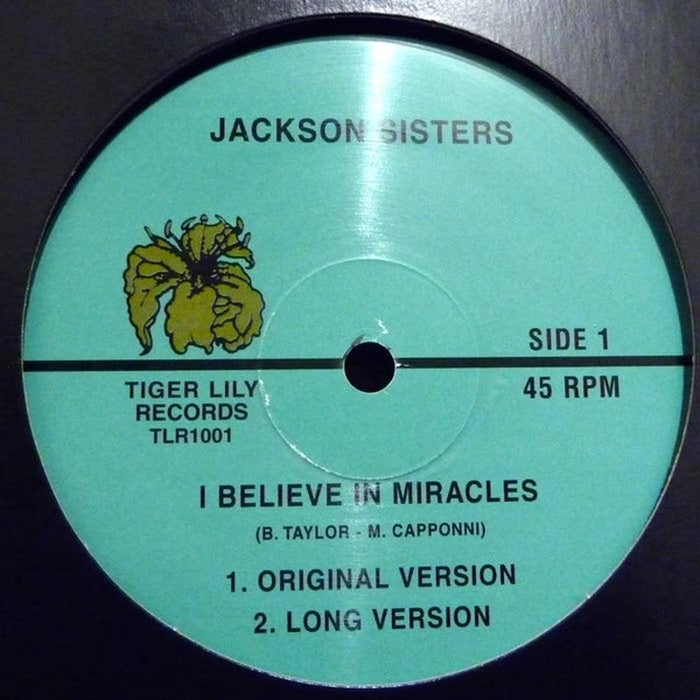 JACKSON SISTERS
SIDE 1
45 RPM
TIGER LILY
RECORDS
TLR1001
I BELIEVE IN MIRACLES
(B. TAYLOR - M. CAPPONNI)
1. ORIGINAL VERSION
2. LONG VERSION